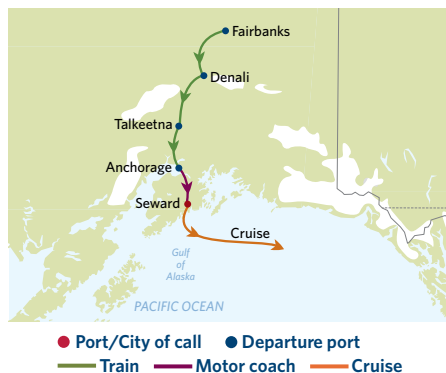 Fairbanks
Denali
Talkeetna
Anchorage
Seward
Cruise
Gulf
of
Alaska
PACIFIC OCEAN
Port/City of call Departure port
Train Motor coach Cruise